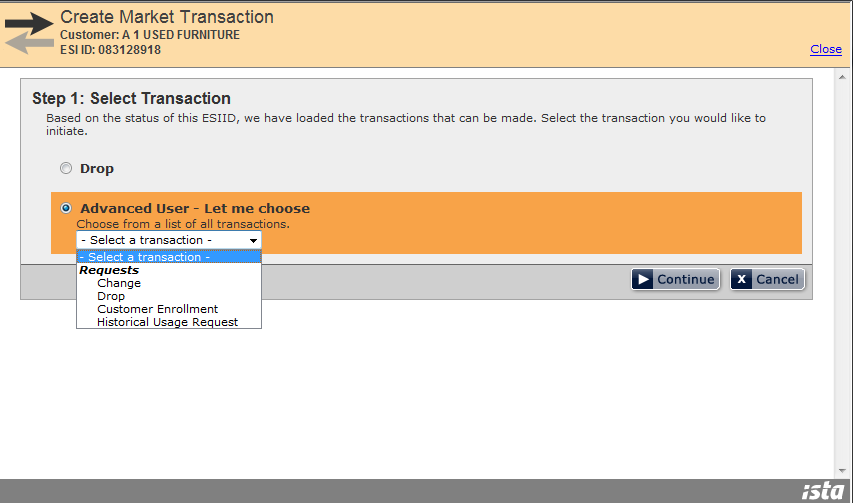 Create Market Transaction
Customer: A 1 USED FURNITURE
ESI ID: 083128918
Close
Step 1: Select Transaction
Based on the status of this ESIID, we have loaded the transactions that can be made. Select the transaction you would like to
initiate.
Drop
Advanced User - Let me choose
Choose from a list of all transactions.
- Select a transaction -
- Select a transaction -
Requests
Change
Drop
Customer Enrollment
Historical Usage Request
Continue
X Cancel
ista